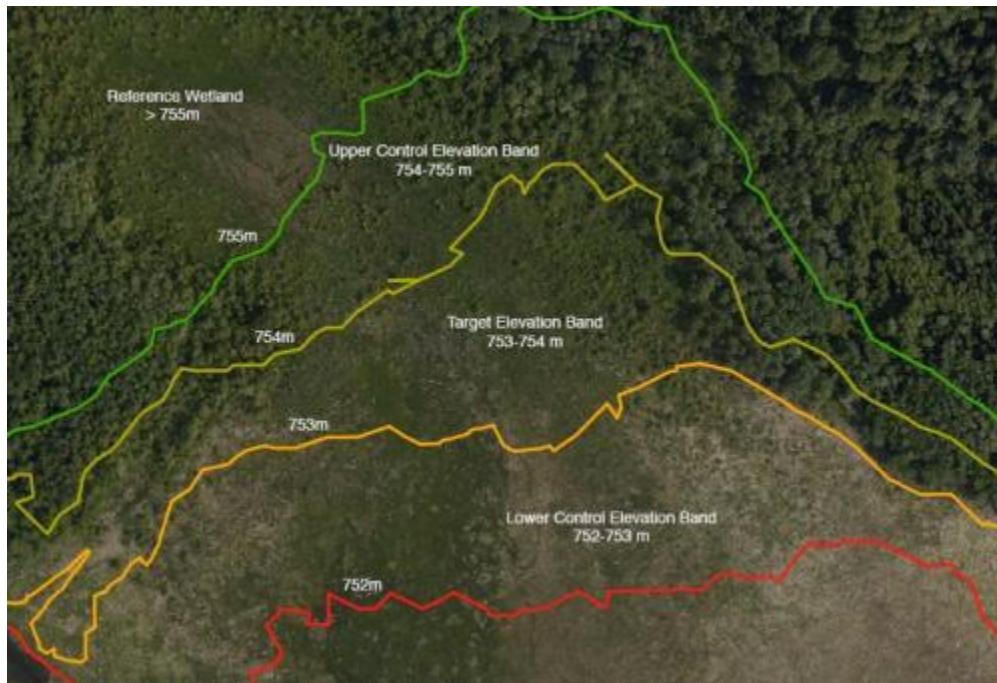 Reference Wetland
> 755m
Upper Control Elevation Band
754-755 m
755m
Target Elevation Band
753-754 m
754m
753m
Lower Control Elevation Band
752-753 m
752m